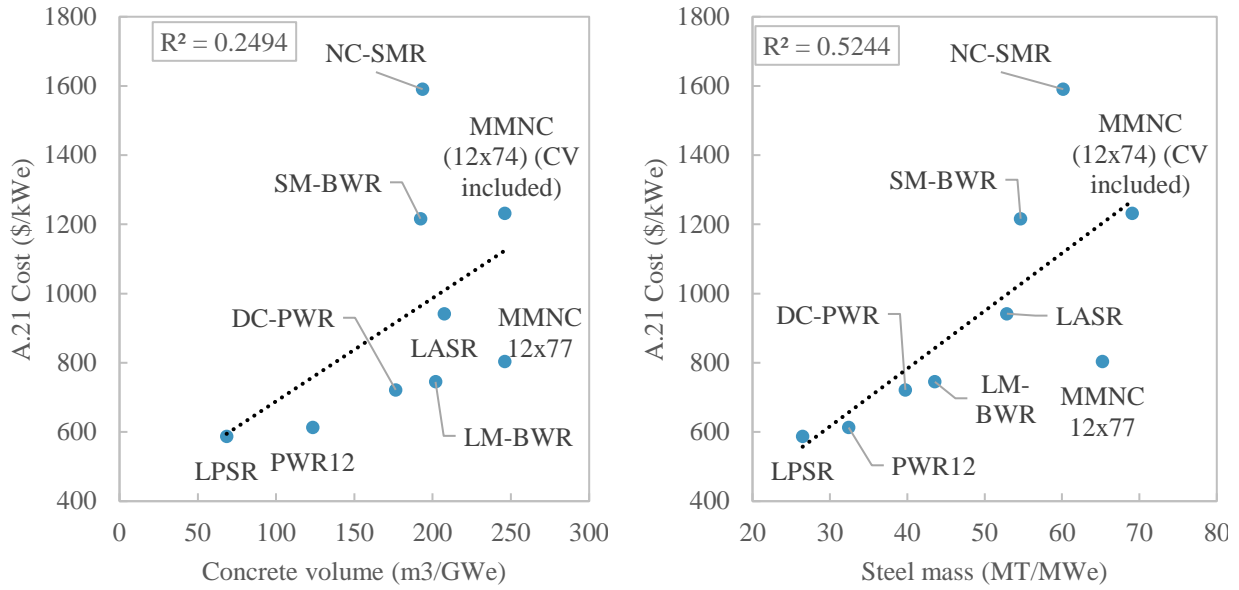 R² = 0.2494
NC-SMR
MMNC
(12x74) (CV
included)
SM-BWR
DC-PWR
LASR
MMNC
12x77
LM-BWR
LPSR
PWR12
1800
1600
1400
1200
1000
800
600
400
A.21 Cost ($/kWe)
0
50
100
150
200
250
300
Concrete volume (m3/GWe)
R² = 0.5244
NC-SMR
MMNC
(12x74) (CV
included)
SM-BWR
DC-PWR
LASR
LM-
BWR
MMNC
12x77
LPSR
PWR12
1800
1600
1400
1200
1000
800
600
400
A.21 Cost ($/kWe)
20
30
40
50
60
70
80
Steel mass (MT/MWe)